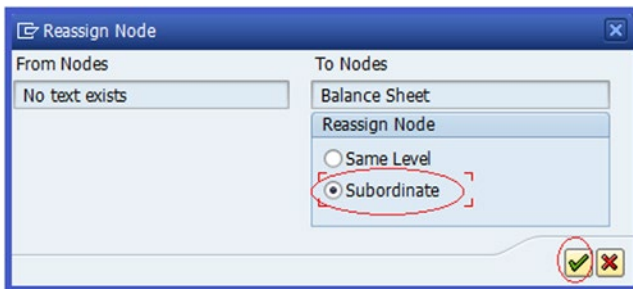 Reassign Node
From Nodes
To Nodes
No text exists
Balance Sheet
Reassign Node
Same Level
Subordinate